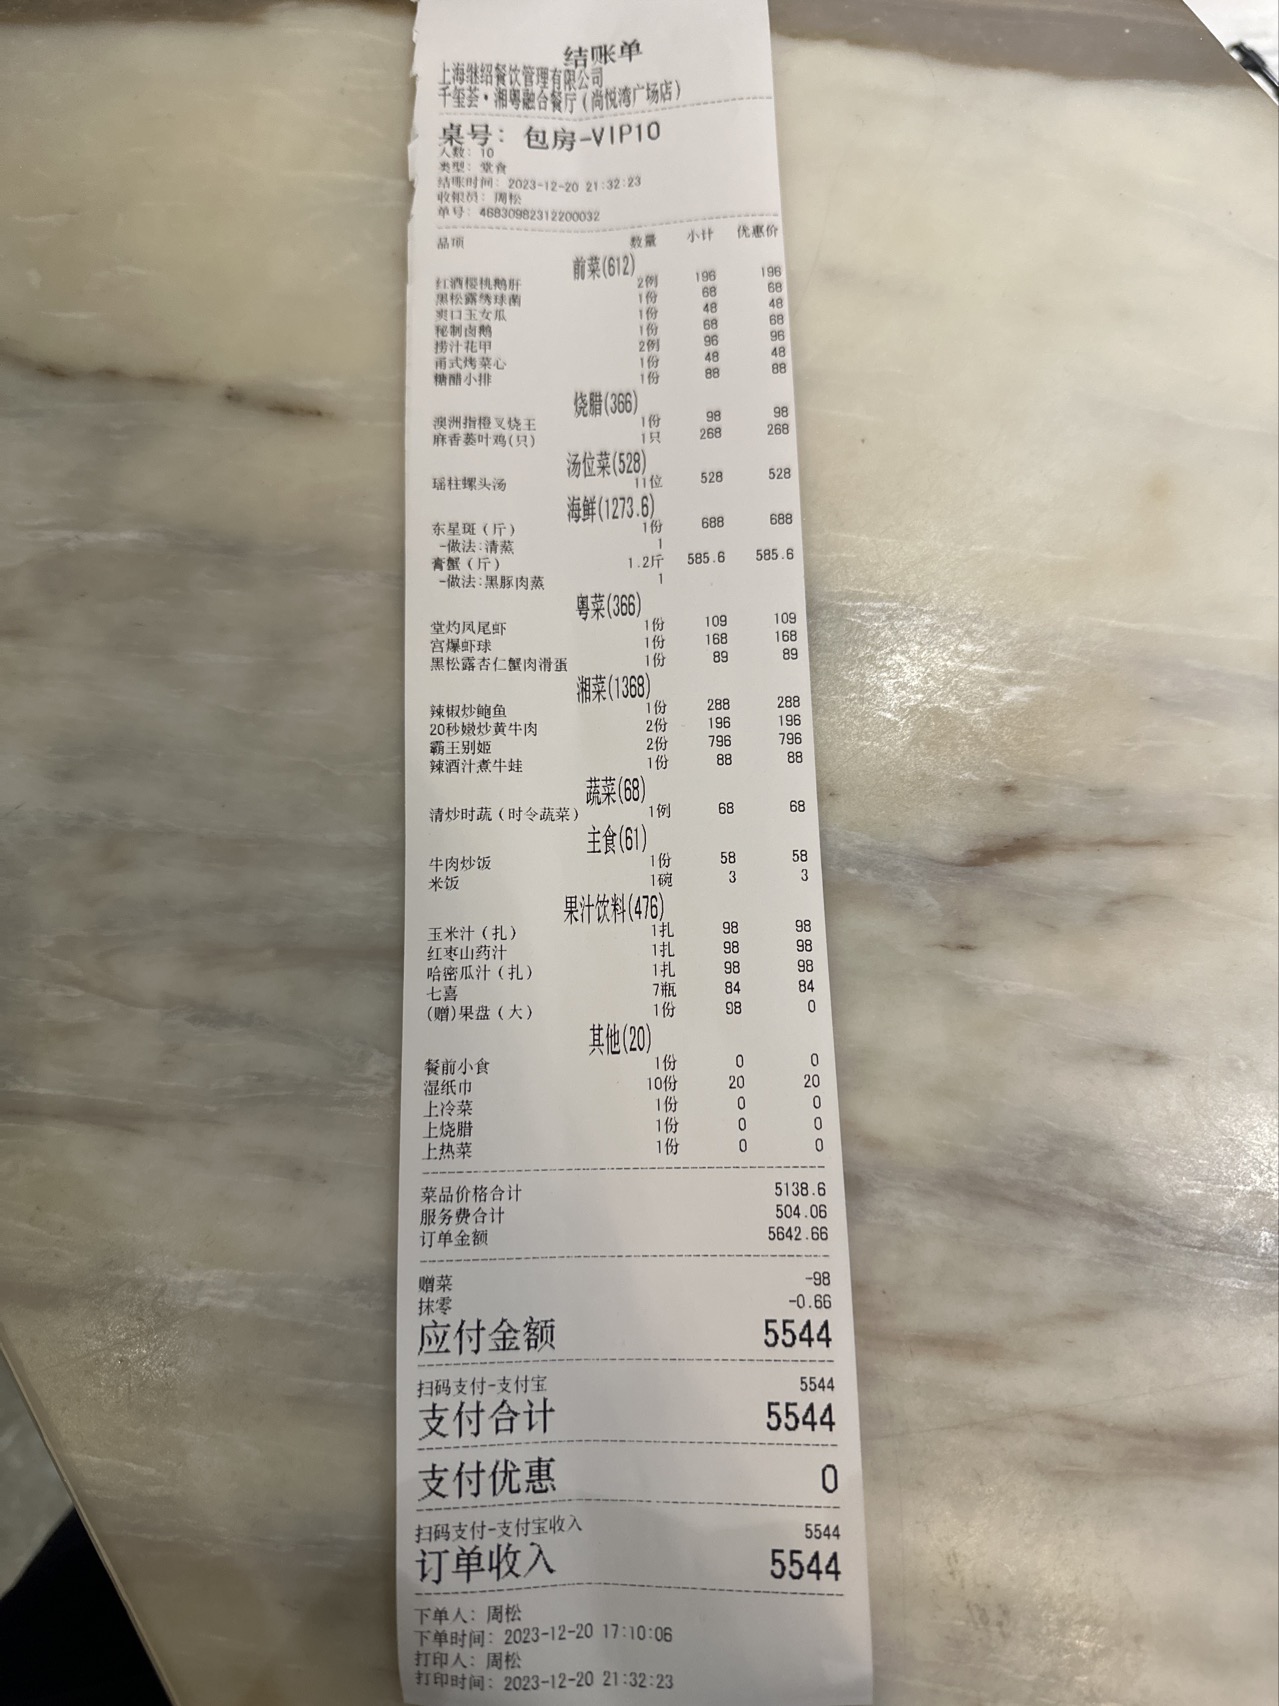 结账单
上海继绍餐饮管理有限公司
千玺荟·湘粤融合餐厅(尚悦湾广场店)
桌号: 包房-VIP10
人数: 10
类型: 堂食
结账时间: 2023-12-20 21:32:23
收银员: 周松
单号: 46830982312200032
品项 数量 小计 优惠价
前菜(612)
红酒樱桃鹅肝 2例 196 196
黑松露绣球菌 1份 68 68
爽口玉女瓜 1份 48 48
秘制卤鹅 1份 68 68
捞汁花甲 2例 96 96
甬式烤菜心 1份 48 48
糖醋小排 1份 88 88
烧腊(366)
澳洲指橙叉烧王 1份 98 98
麻香蒌叶鸡(只) 1只 268 268
汤位菜(528)
瑶柱螺头汤 11位 528 528
海鲜(1273.6)
东星斑(斤) 1份 688 688
-做法:清蒸 1
膏蟹(斤) 1.2斤 585.6 585.6
-做法:黑豚肉蒸 1
粤菜(366)
堂灼凤尾虾 1份 109 109
宫爆虾球 1份 168 168
黑松露杏仁蟹肉滑蛋 1份 89 89
湘菜(1368)
辣椒炒鲍鱼 1份 288 288
20秒嫩炒黄牛肉 2份 196 196
霸王别姬 2份 796 796
辣酒汁煮牛蛙 1份 88 88
蔬菜(68)
清炒时蔬(时令蔬菜) 1例 68 68
主食(61)
牛肉炒饭 1份 58 58
米饭 1碗 3 3
果汁饮料(476)
玉米汁(扎) 1扎 98 98
红枣山药汁 1扎 98 98
哈密瓜汁(扎) 1扎 98 98
七喜 7瓶 84 84
(赠)果盘(大) 1份 98 0
其他(20)
餐前小食 1份 0 0
湿纸巾 10份 20 20
上冷菜 1份 0 0
上烧腊 1份 0 0
上热菜 1份 0 0
菜品价格合计 5138.6
服务费合计 504.06
订单金额 5642.66
赠菜 -98
抹零 -0.66
应付金额 5544
扫码支付-支付宝 5544
支付合计 5544
支付优惠 0
扫码支付-支付宝收入 5544
订单收入 5544
下单人: 周松
下单时间: 2023-12-20 17:10:06
打印人: 周松
打印时间: 2023-12-20 21:32:23